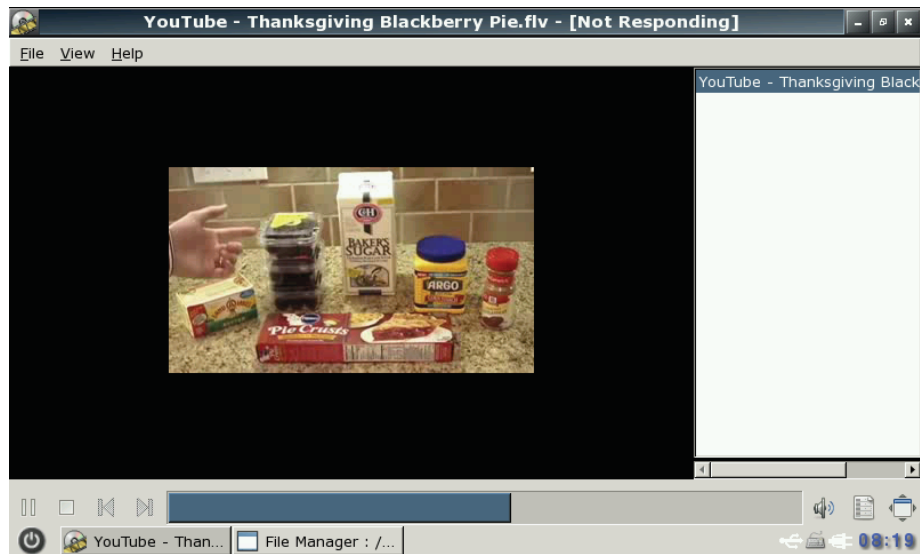 YouTube - Thanksgiving Blackberry Pie.flv - [Not Responding]
File View Help
YouTube - Thanksgiving Black
C&H
BAKER'S
SUGAR
ARGO
Pie Crusts
YouTube - Than...
File Manager : /...
08:19